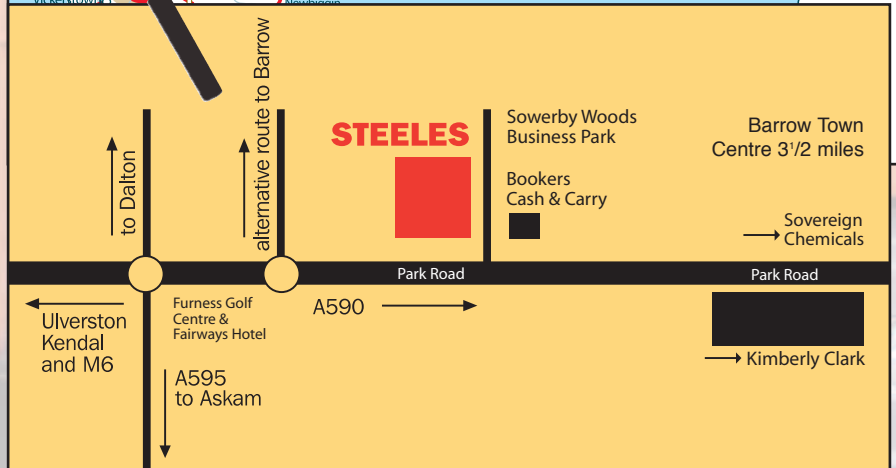 Newbiggin
STEELES
Sowerby Woods
Business Park
Bookers
Cash & Carry
Barrow Town
Centre 3¹/2 miles
Sovereign
Chemicals
to Dalton
alternative route to Barrow
Park Road
Park Road
Ulverston
Kendal
and M6
Furness Golf
Centre &
Fairways Hotel
A590
Kimberly Clark
A595
to Askam